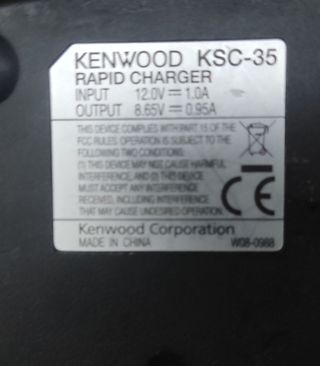 KENWOOD KSC-35
RAPID CHARGER
INPUT 12.0V ⎓ 1.0A
OUTPUT 8.65V ⎓ 0.95A
THIS DEVICE COMPLIES WITH PART 15 OF THE
FCC RULES. OPERATION IS SUBJECT TO THE
FOLLOWING TWO CONDITIONS:
(1) THIS DEVICE MAY NOT CAUSE HARMFUL
INTERFERENCE, AND (2) THIS DEVICE
MUST ACCEPT ANY INTERFERENCE
RECEIVED, INCLUDING INTERFERENCE
THAT MAY CAUSE UNDESIRED OPERATION.
CE
Kenwood Corporation
MADE IN CHINA W08-0988